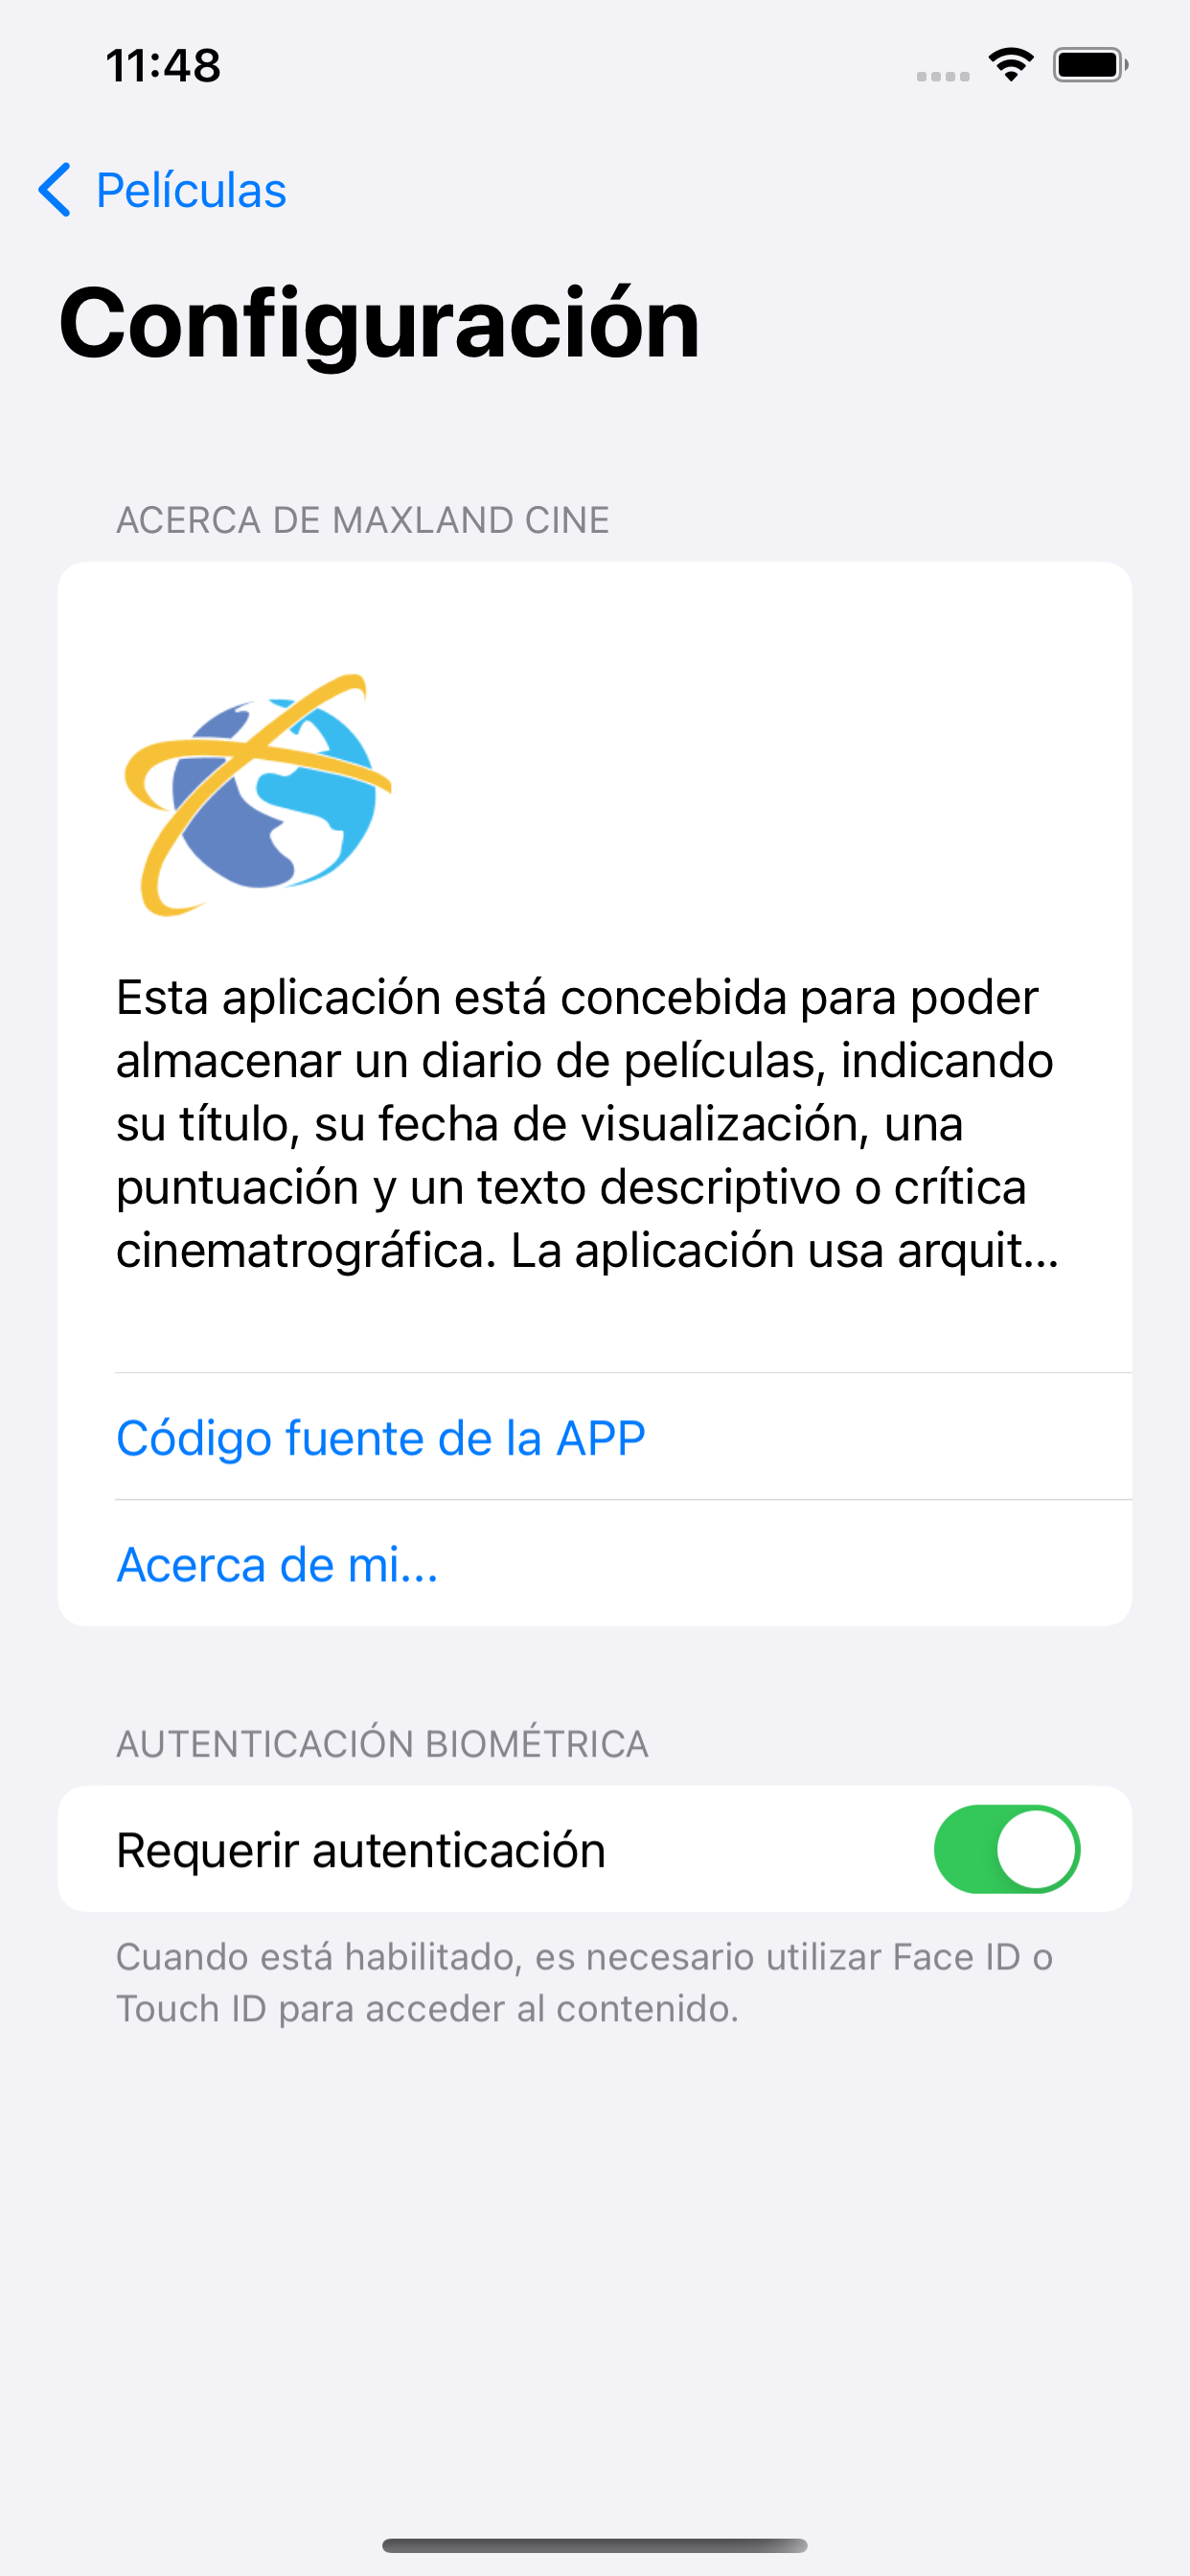 11:48
Películas
Configuración
ACERCA DE MAXLAND CINE
Esta aplicación está concebida para poder
almacenar un diario de películas, indicando
su título, su fecha de visualización, una
puntuación y un texto descriptivo o crítica
cinematrográfica. La aplicación usa arquit...
Código fuente de la APP
Acerca de mi...
AUTENTICACIÓN BIOMÉTRICA
Requerir autenticación
Cuando está habilitado, es necesario utilizar Face ID o
Touch ID para acceder al contenido.